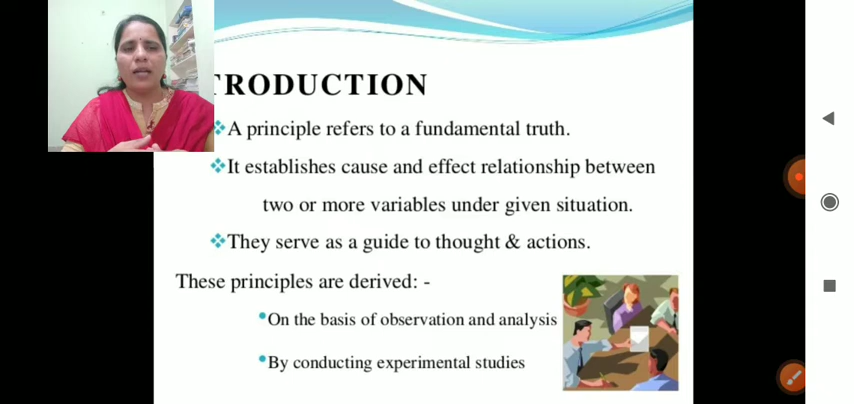 TRODUCTION
A principle refers to a fundamental truth.
It establishes cause and effect relationship between
two or more variables under given situation.
They serve as a guide to thought & actions.
These principles are derived: -
On the basis of observation and analysis
By conducting experimental studies